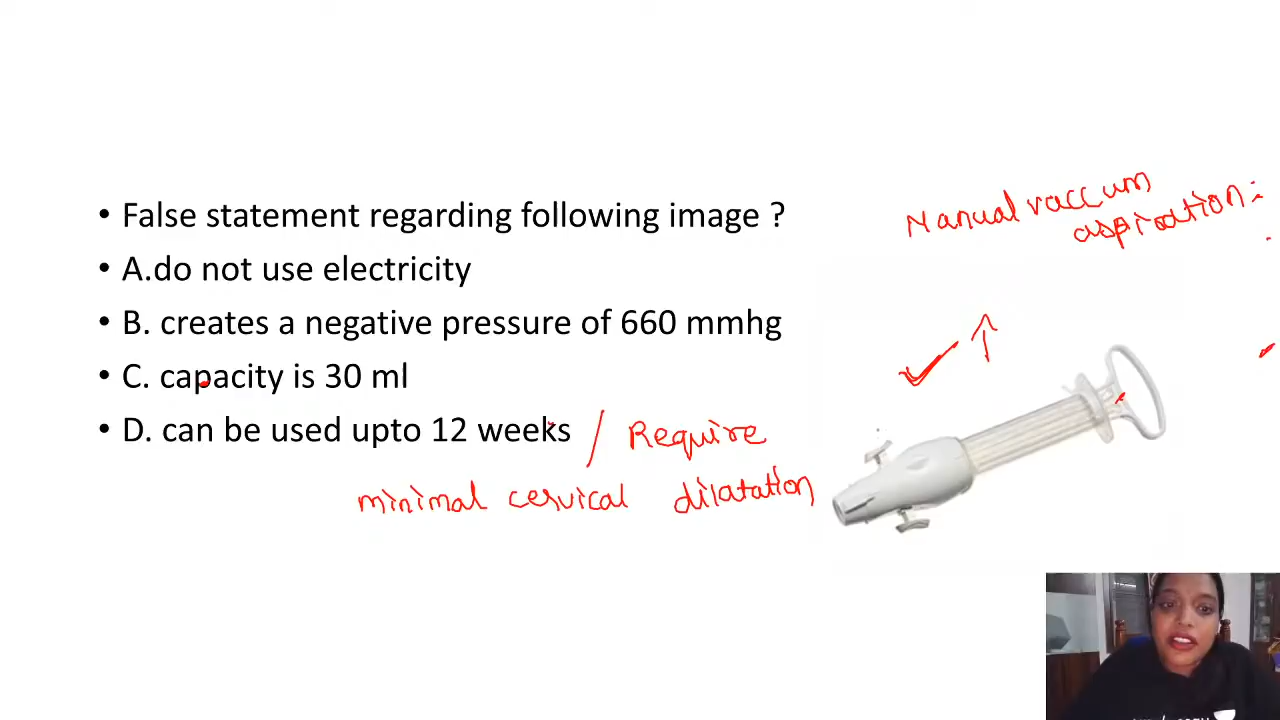 • False statement regarding following image ?
• A.do not use electricity
• B. creates a negative pressure of 660 mmhg
• C. capacity is 30 ml
• D. can be used upto 12 weeks / Require
minimal cervical dilatation
Manual vaccum
aspiration: